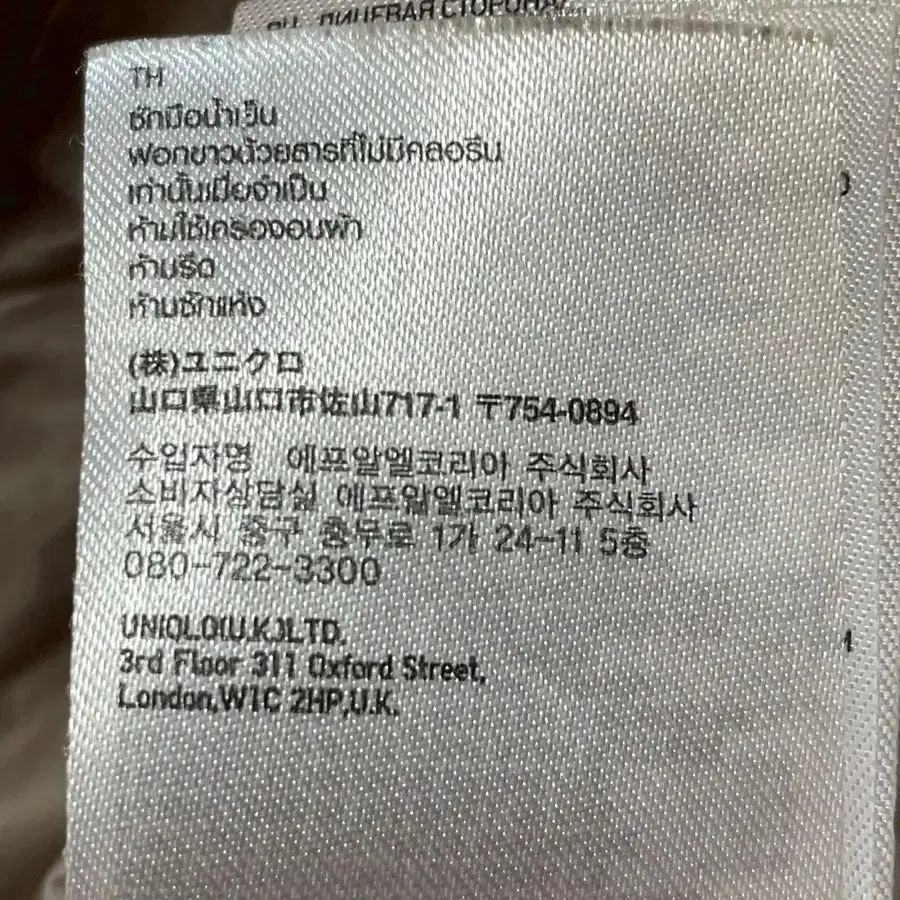 ЛИЦЕВАЯ СТОРОНА/
TH
ซักมือน้ำเย็น
ฟอกขาวด้วยสารที่ไม่มีคลอรีน
เท่านั้นเมื่อจำเป็น
ห้ามใช้เครื่องอบผ้า
ห้ามรีด
ห้ามซักแห้ง
(株)ユニクロ
山口県山口市佐山717-1 〒754-0894
수입자명 에프알엘코리아 주식회사
소비자상담실 에프알엘코리아 주식회사
서울시 중구 충무로 1가 24-11 5층
080-722-3300
UNIQLO(U.K.)LTD.
3rd Floor 311 Oxford Street,
London,W1C 2HP,U.K.